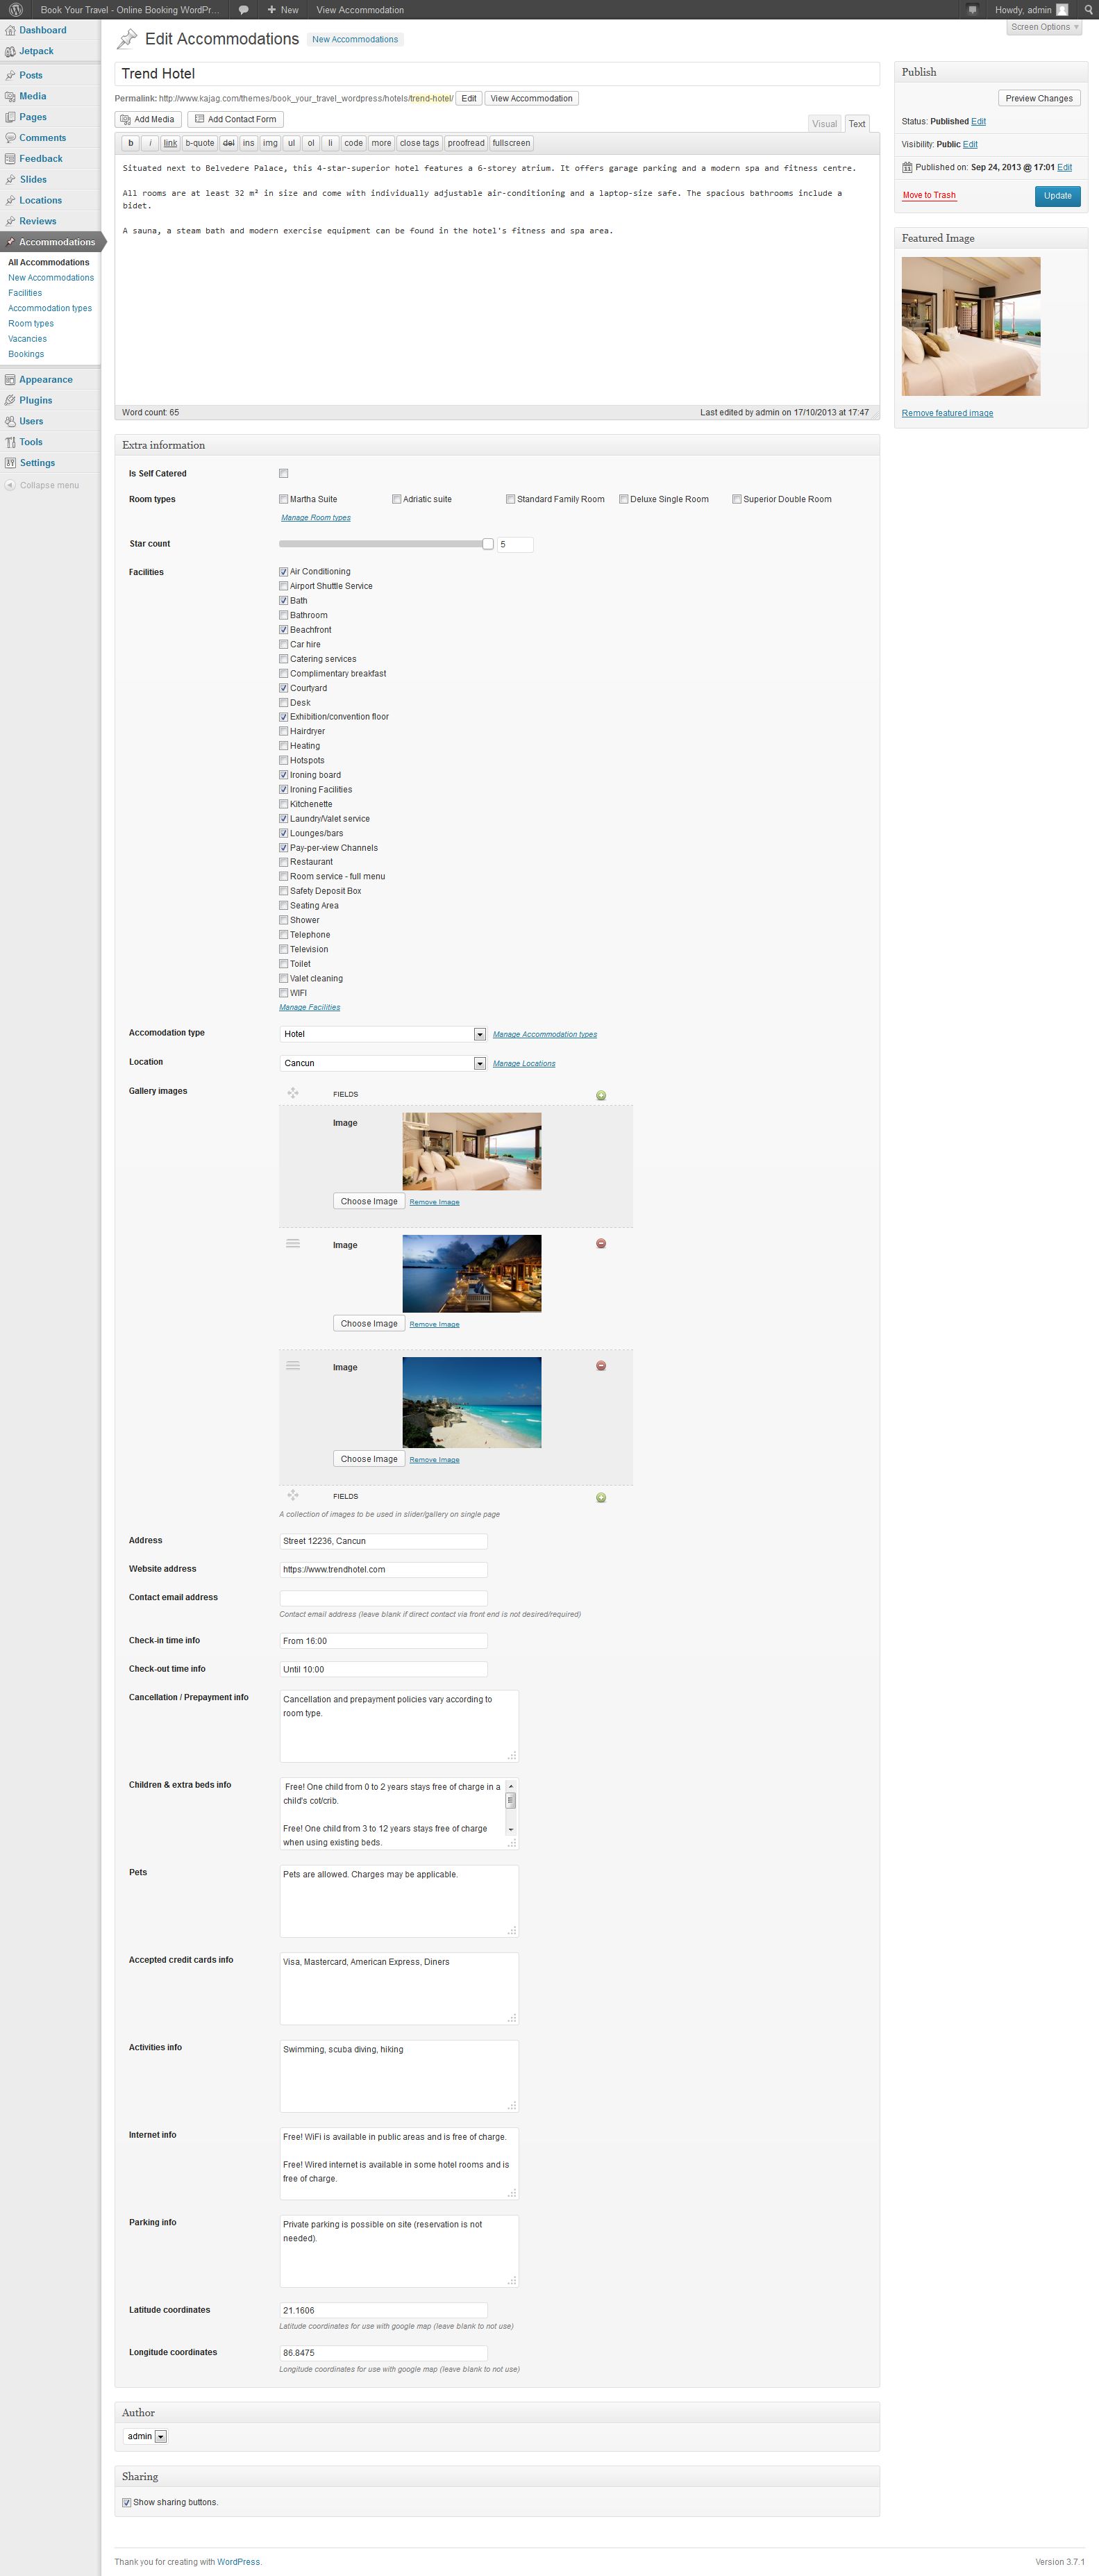 Book Your Travel - Online Booking WordPr...
New
View Accommodation
Howdy, admin
Screen Options
Dashboard
Jetpack
Posts
Media
Pages
Comments
Feedback
Slides
Locations
Reviews
Accommodations
All Accommodations
New Accommodations
Facilities
Accommodation types
Room types
Vacancies
Bookings
Appearance
Plugins
Users
Tools
Settings
Collapse menu
Edit Accommodations New Accommodations
Trend Hotel
Permalink: http://www.kajag.com/themes/book_your_travel_wordpress/hotels/trend-hotel/ Edit View Accommodation
Add Media Add Contact Form
Visual Text
b i link b-quote del ins img ul ol li code more close tags proofread fullscreen
Situated next to Belvedere Palace, this 4-star-superior hotel features a 6-storey atrium. It offers garage parking and a modern spa and fitness centre.
All rooms are at least 32 m² in size and come with individually adjustable air-conditioning and a laptop-size safe. The spacious bathrooms include a
bidet.
A sauna, a steam bath and modern exercise equipment can be found in the hotel's fitness and spa area.
Word count: 65 Last edited by admin on 17/10/2013 at 17:47
Publish
Preview Changes
Status: Published Edit
Visibility: Public Edit
Published on: Sep 24, 2013 @ 17:01 Edit
Move to Trash Update
Featured Image
Remove featured image
Extra information
Is Self Catered
Room types Martha Suite Adriatic suite Standard Family Room Deluxe Single Room Superior Double Room
Manage Room types
Star count 5
Facilities Air Conditioning
Airport Shuttle Service
Bath
Bathroom
Beachfront
Car hire
Catering services
Complimentary breakfast
Courtyard
Desk
Exhibition/convention floor
Hairdryer
Heating
Hotspots
Ironing board
Ironing Facilities
Kitchenette
Laundry/Valet service
Lounges/bars
Pay-per-view Channels
Restaurant
Room service - full menu
Safety Deposit Box
Seating Area
Shower
Telephone
Television
Toilet
Valet cleaning
WIFI
Manage Facilities
Accomodation type Hotel Manage Accommodation types
Location Cancun Manage Locations
Gallery images FIELDS
Image
Choose Image Remove Image
Image
Choose Image Remove Image
Image
Choose Image Remove Image
FIELDS
A collection of images to be used in slider/gallery on single page
Address Street 12236, Cancun
Website address https://www.trendhotel.com
Contact email address
Contact email address (leave blank if direct contact via front end is not desired/required)
Check-in time info From 16:00
Check-out time info Until 10:00
Cancellation / Prepayment info Cancellation and prepayment policies vary according to
room type.
Children & extra beds info Free! One child from 0 to 2 years stays free of charge in a
child's cot/crib.
Free! One child from 3 to 12 years stays free of charge
when using existing beds.
Pets Pets are allowed. Charges may be applicable.
Accepted credit cards info Visa, Mastercard, American Express, Diners
Activities info Swimming, scuba diving, hiking
Internet info Free! WiFi is available in public areas and is free of charge.
Free! Wired internet is available in some hotel rooms and is
free of charge.
Parking info Private parking is possible on site (reservation is not
needed).
Latitude coordinates 21.1606
Latitude coordinates for use with google map (leave blank to not use)
Longitude coordinates 86.8475
Longitude coordinates for use with google map (leave blank to not use)
Author
admin
Sharing
Show sharing buttons.
Thank you for creating with WordPress. Version 3.7.1